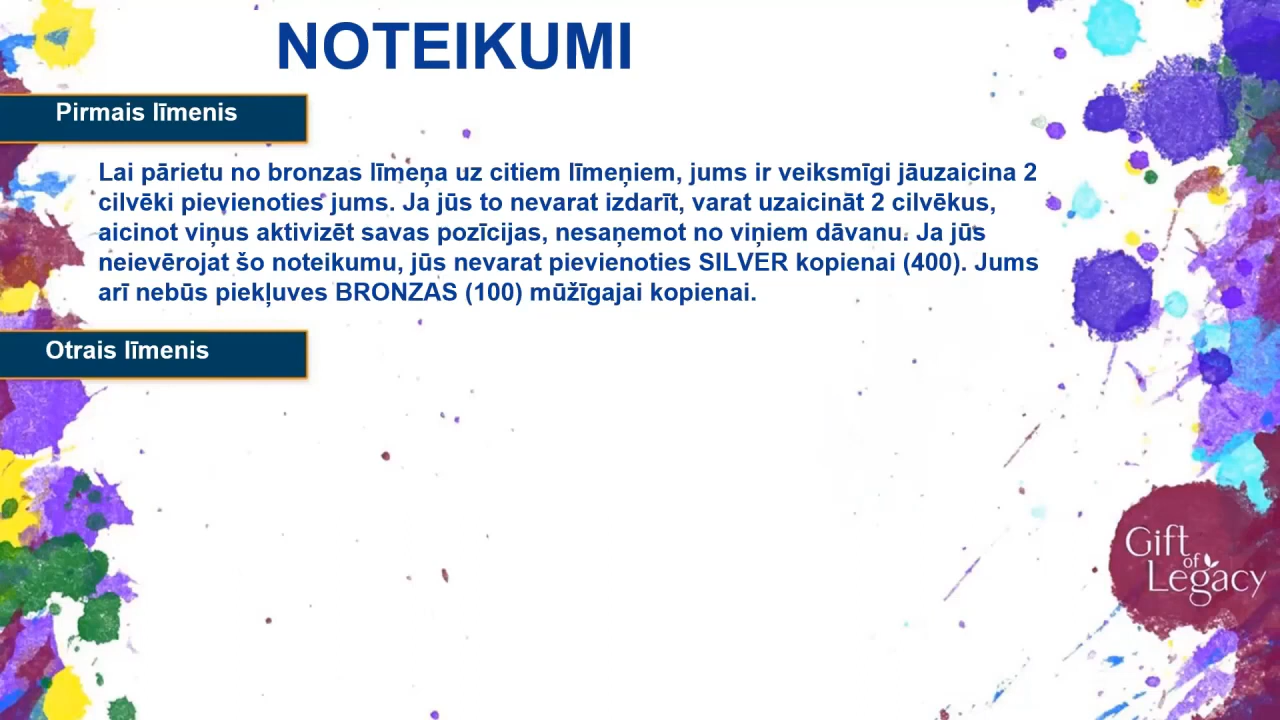 NOTEIKUMI
Pirmais līmenis
Lai pārietu no bronzas līmeņa uz citiem līmeņiem, jums ir veiksmīgi jāuzaicina 2
cilvēki pievienoties jums. Ja jūs to nevarat izdarīt, varat uzaicināt 2 cilvēkus,
aicinot viņus aktivizēt savas pozīcijas, nesaņemot no viņiem dāvanu. Ja jūs
neievērojat šo noteikumu, jūs nevarat pievienoties SILVER kopienai (400). Jums
arī nebūs piekļuves BRONZAS (100) mūžīgajai kopienai.
Otrais līmenis
Gift
of
Legacy